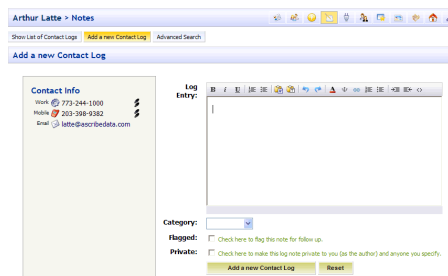 Arthur Latte > Notes
Show List of Contact Logs Add a new Contact Log Advanced Search
Add a new Contact Log
Contact Info
Work 773-244-1000
Mobile 203-398-9382
Email latte@ascribedata.com
Log Entry:
B I U
Category:
Flagged: Check here to flag this note for follow up.
Private: Check here to make this log note private to you (as the author) and anyone you specify.
Add a new Contact Log Reset